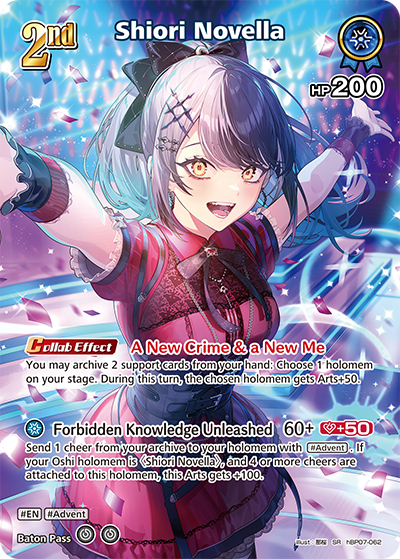 2nd
Shiori Novella
HP200
Collab Effect A New Crime & a New Me
You may archive 2 support cards from your hand: Choose 1 holomem
on your stage. During this turn, the chosen holomem gets Arts+50.
Forbidden Knowledge Unleashed 60+ +50
Send 1 cheer from your archive to your holomem with #Advent. If
your Oshi holomem is 〈Shiori Novella〉, and 4 or more cheers are
attached to this holomem, this Arts gets +100.
#EN #Advent
Baton Pass
illust 那桜 SR hBP07-062